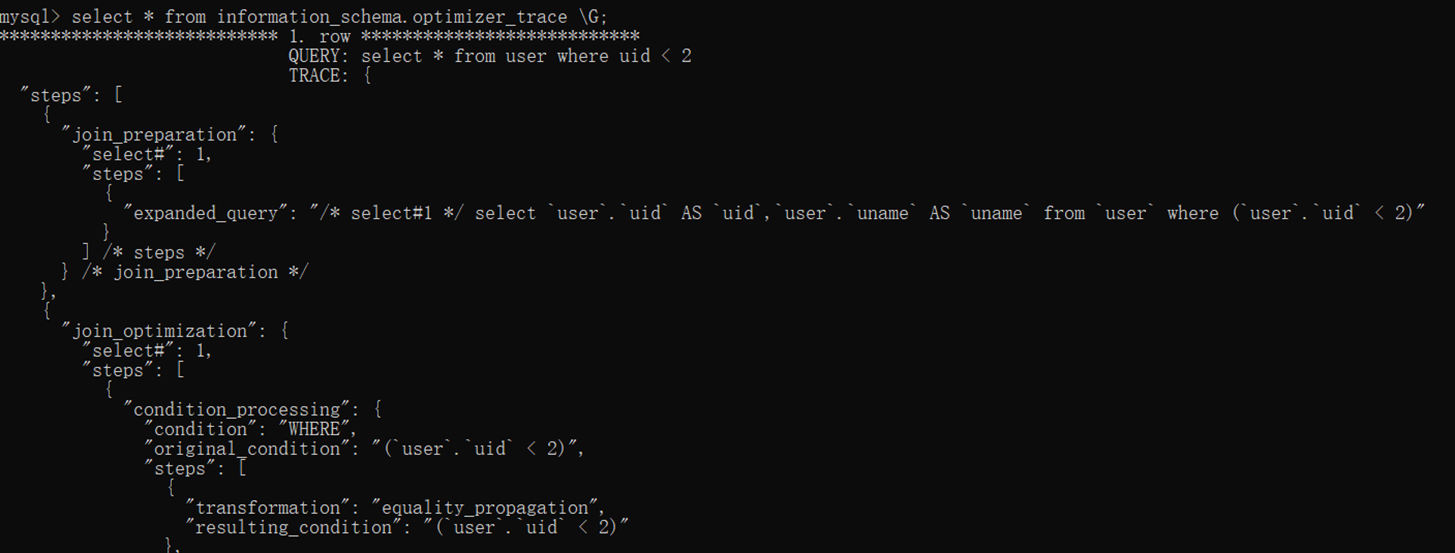 mysql> select * from information_schema.optimizer_trace \G;
*************************** 1. row ***************************
                            QUERY: select * from user where uid < 2
                            TRACE: {
  "steps": [
    {
      "join_preparation": {
        "select#": 1,
        "steps": [
          {
            "expanded_query": "/* select#1 */ select `user`.`uid` AS `uid`,`user`.`uname` AS `uname` from `user` where (`user`.`uid` < 2)"
          }
        ] /* steps */
      } /* join_preparation */
    },
    {
      "join_optimization": {
        "select#": 1,
        "steps": [
          {
            "condition_processing": {
              "condition": "WHERE",
              "original_condition": "(`user`.`uid` < 2)",
              "steps": [
                {
                  "transformation": "equality_propagation",
                  "resulting_condition": "(`user`.`uid` < 2)"
                },